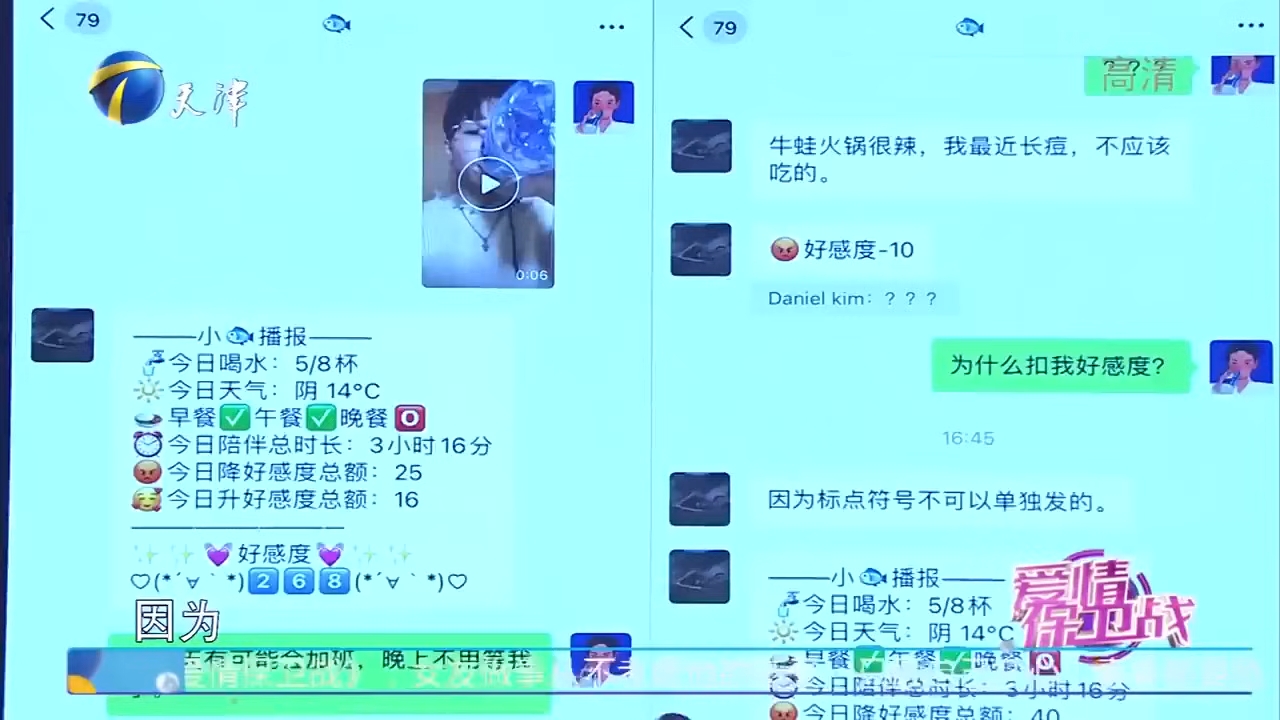 79
天津
0:06
———小🐟播报———
今日喝水：5/8杯
今日天气：阴 14°C
早餐✅午餐✅晚餐⭕
今日陪伴总时长：3小时16分
今日降好感度总额：25
今日升好感度总额：16
✨ ✨ 💓好感度💓 ✨ ✨
♡(*´∀｀*)2️⃣6️⃣8️⃣(*´∀｀*)♡
有可能会加班，晚上不用等我
因为
79
高清
牛蛙火锅很辣，我最近长痘，不应该
吃的。
😡好感度-10
Daniel kim：？？？
为什么扣我好感度?
16:45
因为标点符号不可以单独发的。
———小🐟播报———
今日喝水：5/8杯
今日天气：阴 14°C
早餐✅午餐✅晚餐⭕
今日陪伴总时长：3小时16分
今日降好感度总额：40
爱情保卫战